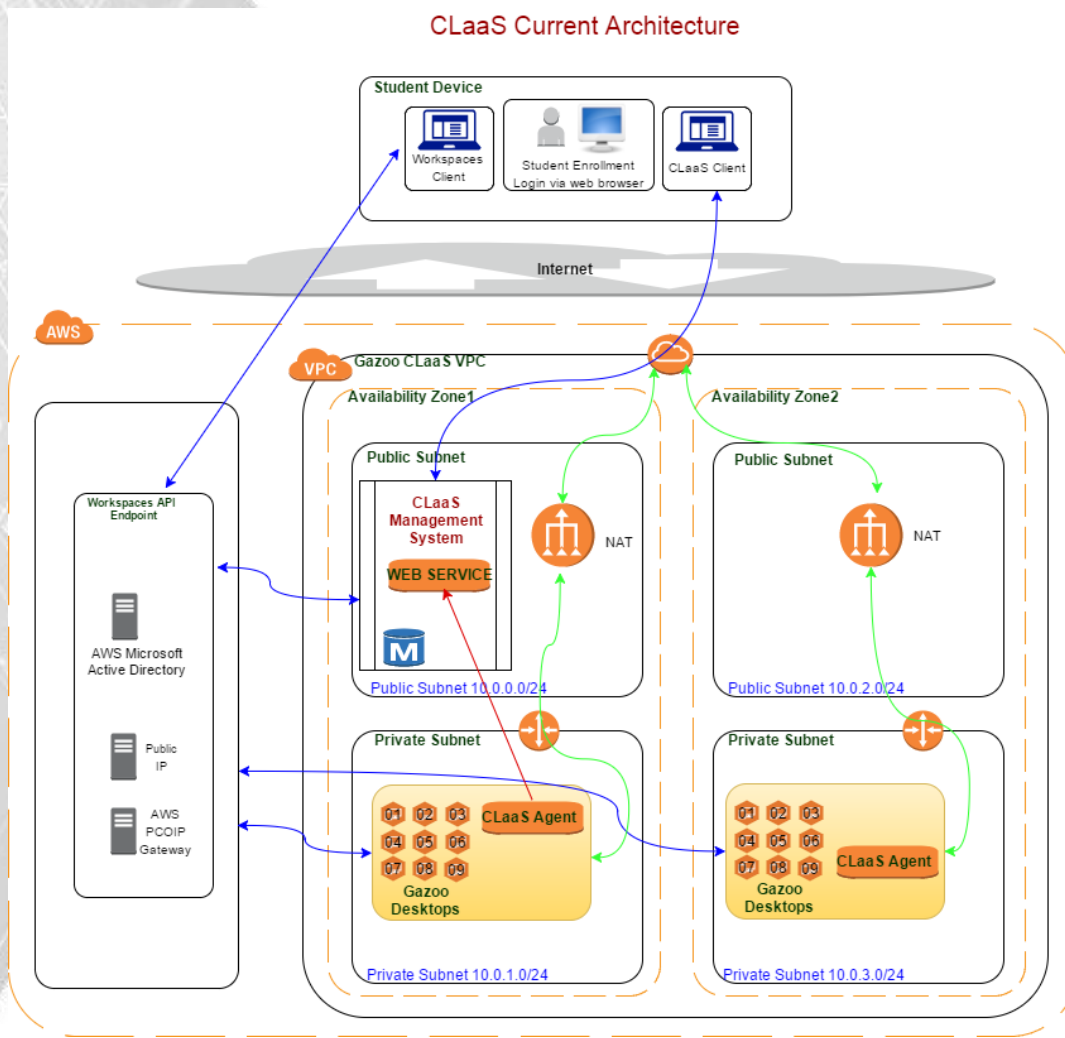 CLaaS Current Architecture
Student Device
Workspaces
Client
Student Enrollment
Login via web browser
CLaaS Client
Internet
AWS
VPC
Gazoo CLaaS VPC
Availability Zone1
Availability Zone2
Public Subnet
CLaaS
Management
System
WEB SERVICE
M
NAT
Public Subnet 10.0.0.0/24
Public Subnet
NAT
Public Subnet 10.0.2.0/24
Workspaces API
Endpoint
AWS Microsoft
Active Directory
Public
IP
AWS
PCOIP
Gateway
Private Subnet
01 02 03
04 05 06
07 08 09
CLaaS Agent
Gazoo
Desktops
Private Subnet 10.0.1.0/24
Private Subnet
01 02 03
04 05 06
07 08 09
CLaaS Agent
Gazoo
Desktops
Private Subnet 10.0.3.0/24